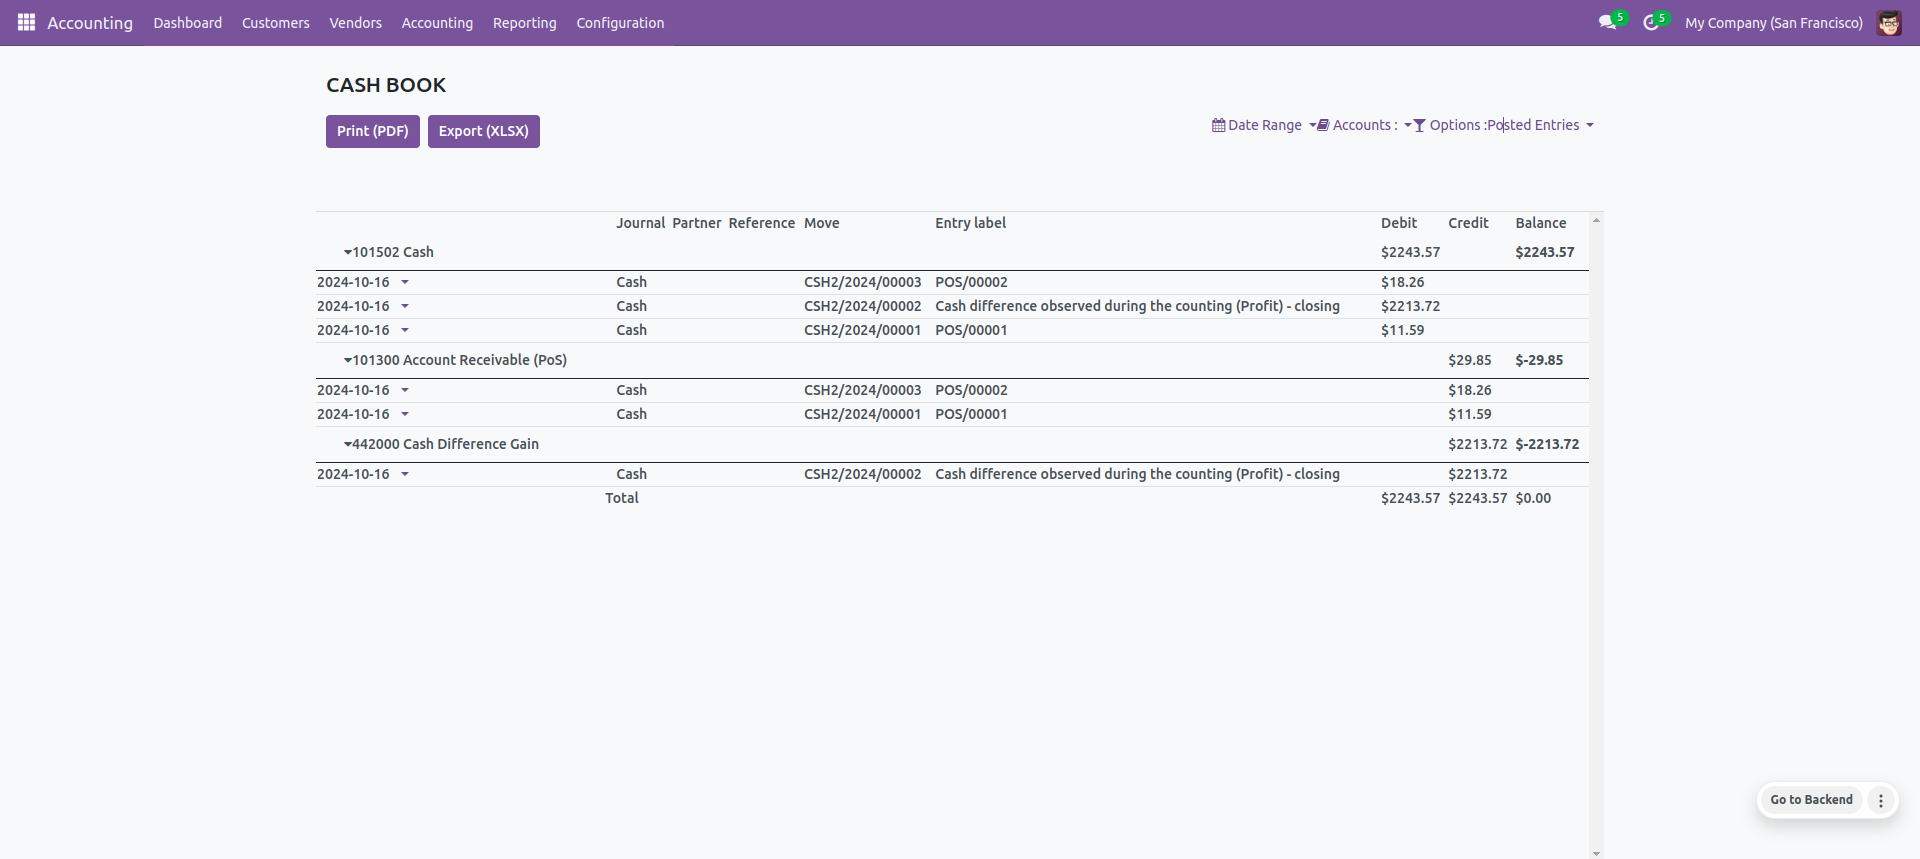 Accounting Dashboard Customers Vendors Accounting Reporting Configuration 5 5 My Company (San Francisco)
CASH BOOK
Print (PDF) Export (XLSX) Date Range Accounts : Options :Posted Entries
Journal Partner Reference Move Entry label Debit Credit Balance
101502 Cash $2243.57 $2243.57
2024-10-16 Cash CSH2/2024/00003 POS/00002 $18.26
2024-10-16 Cash CSH2/2024/00002 Cash difference observed during the counting (Profit) - closing $2213.72
2024-10-16 Cash CSH2/2024/00001 POS/00001 $11.59
101300 Account Receivable (PoS) $29.85 $-29.85
2024-10-16 Cash CSH2/2024/00003 POS/00002 $18.26
2024-10-16 Cash CSH2/2024/00001 POS/00001 $11.59
442000 Cash Difference Gain $2213.72 $-2213.72
2024-10-16 Cash CSH2/2024/00002 Cash difference observed during the counting (Profit) - closing $2213.72
Total $2243.57 $2243.57 $0.00
Go to Backend